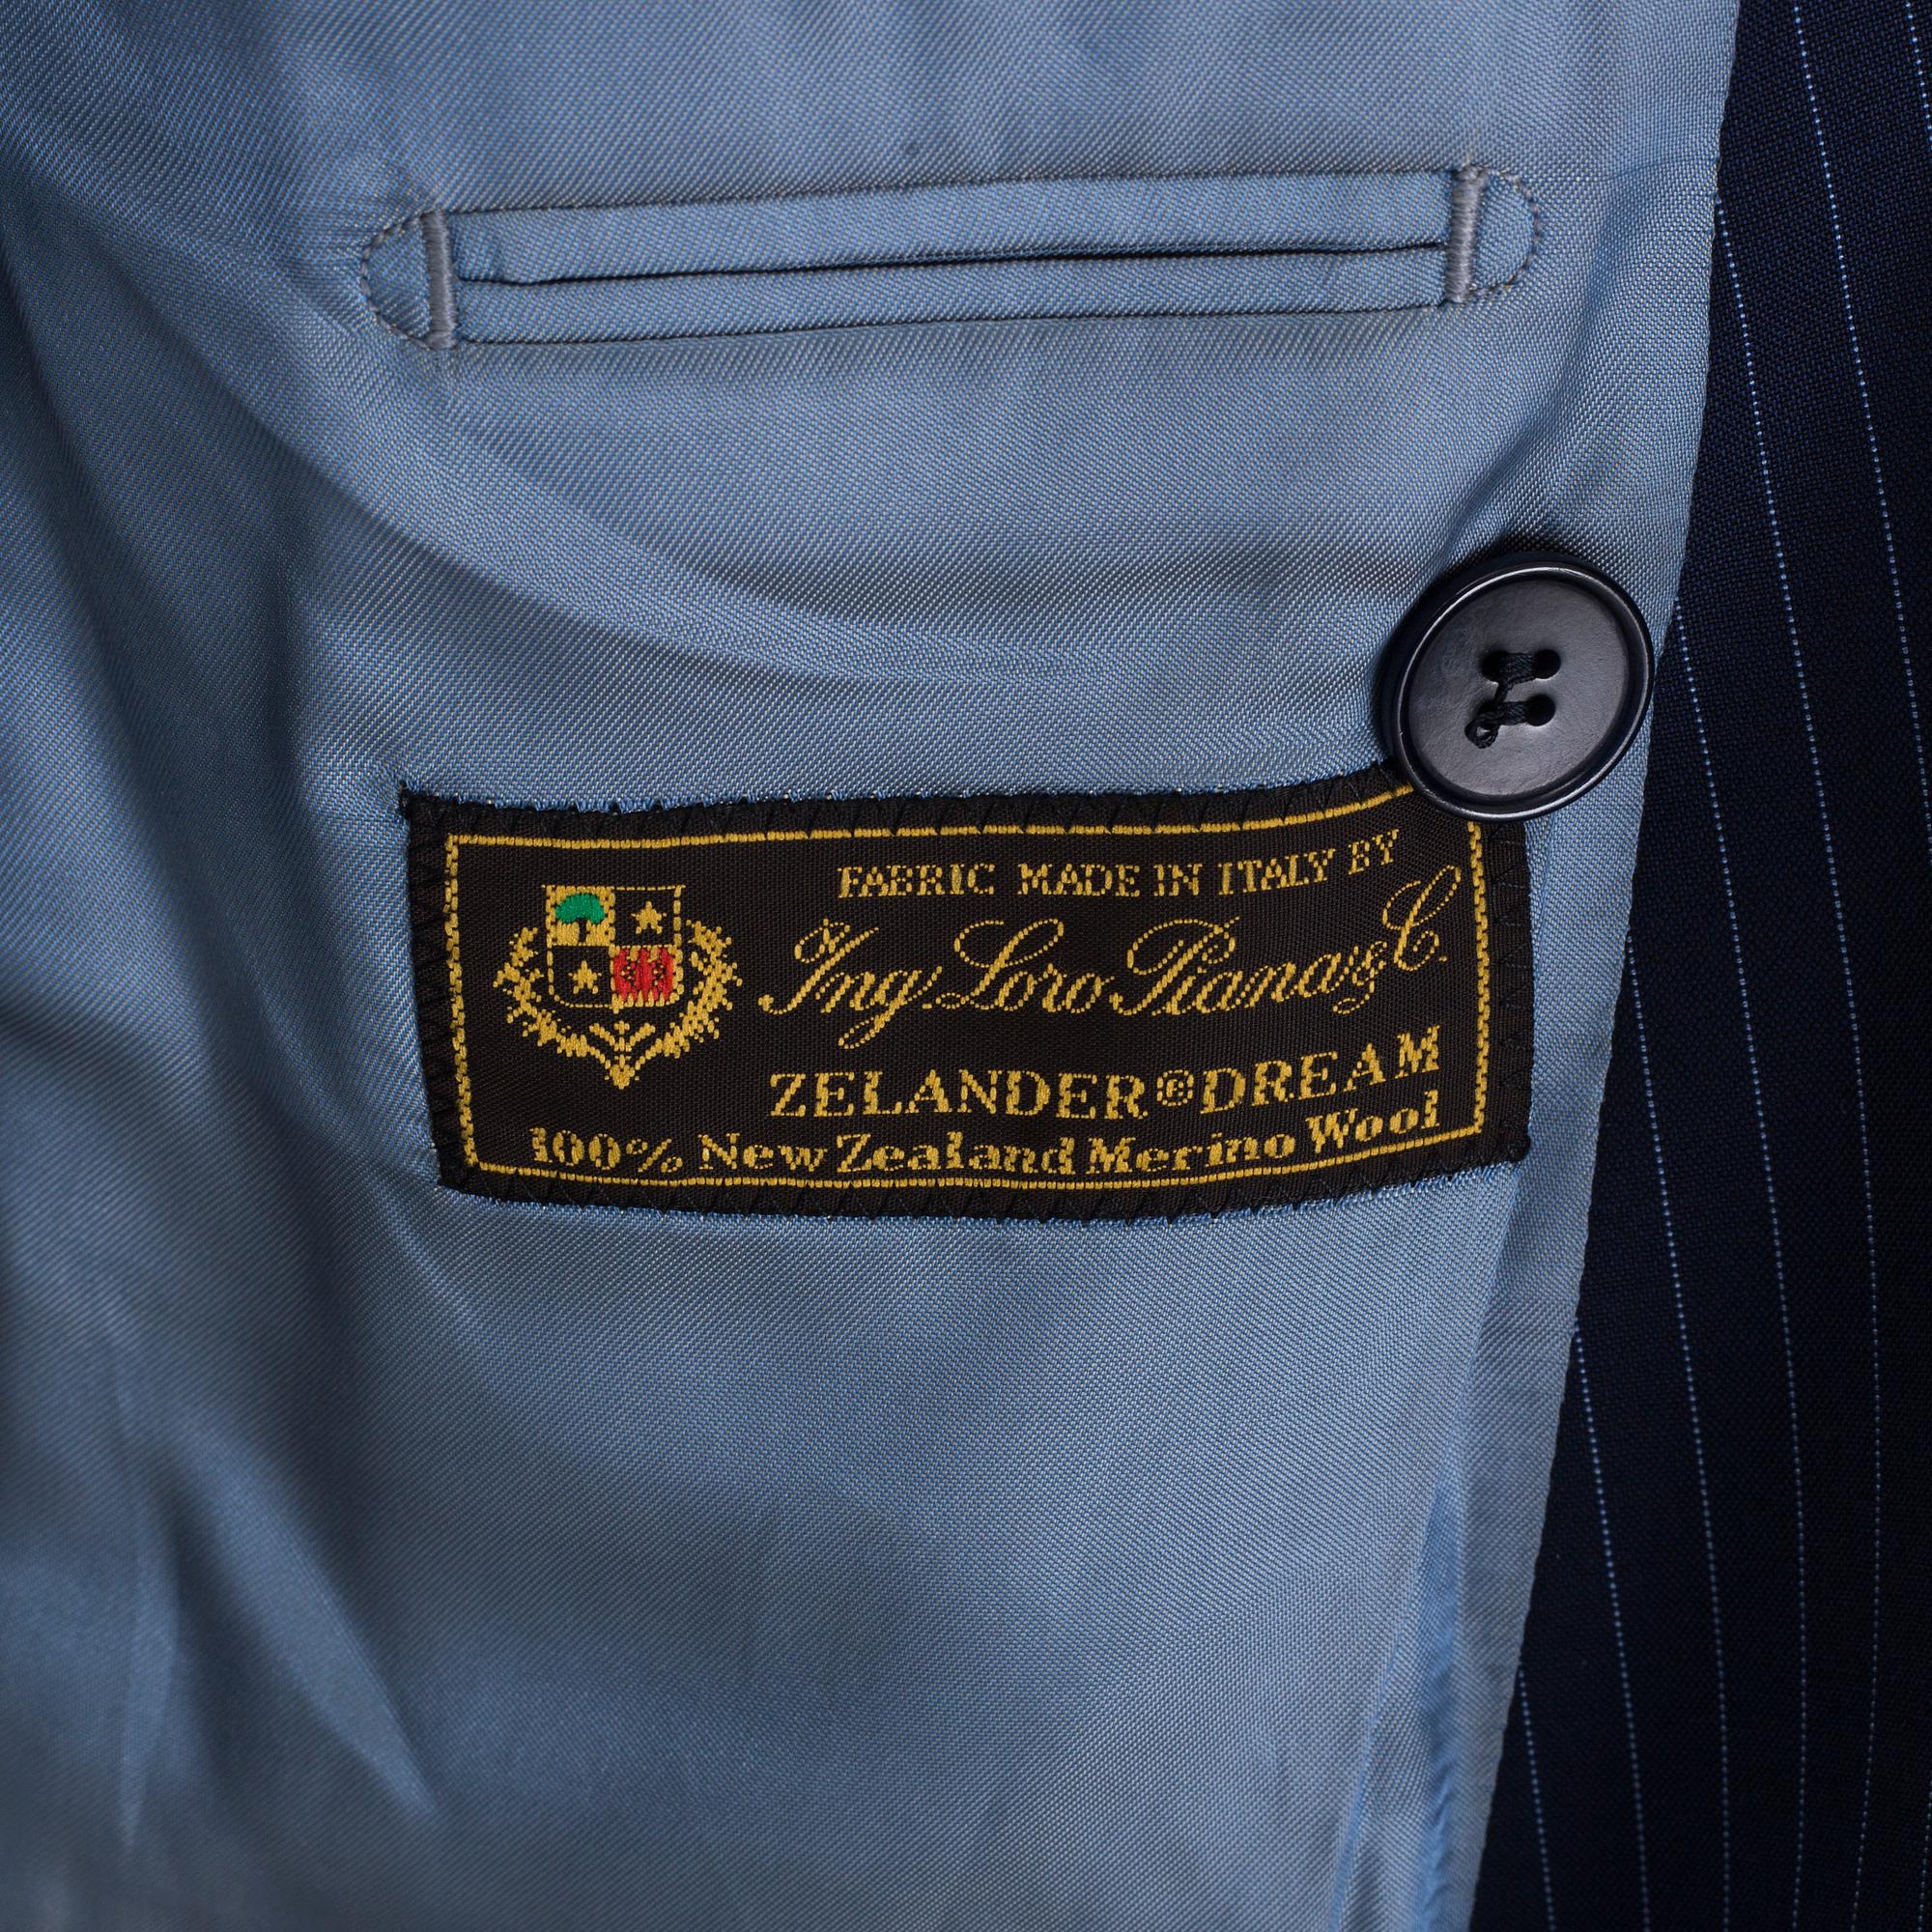 FABRIC MADE IN ITALY BY
Ing. Loro Piana & C.
ZELANDER®DREAM
100% New Zealand Merino Wool